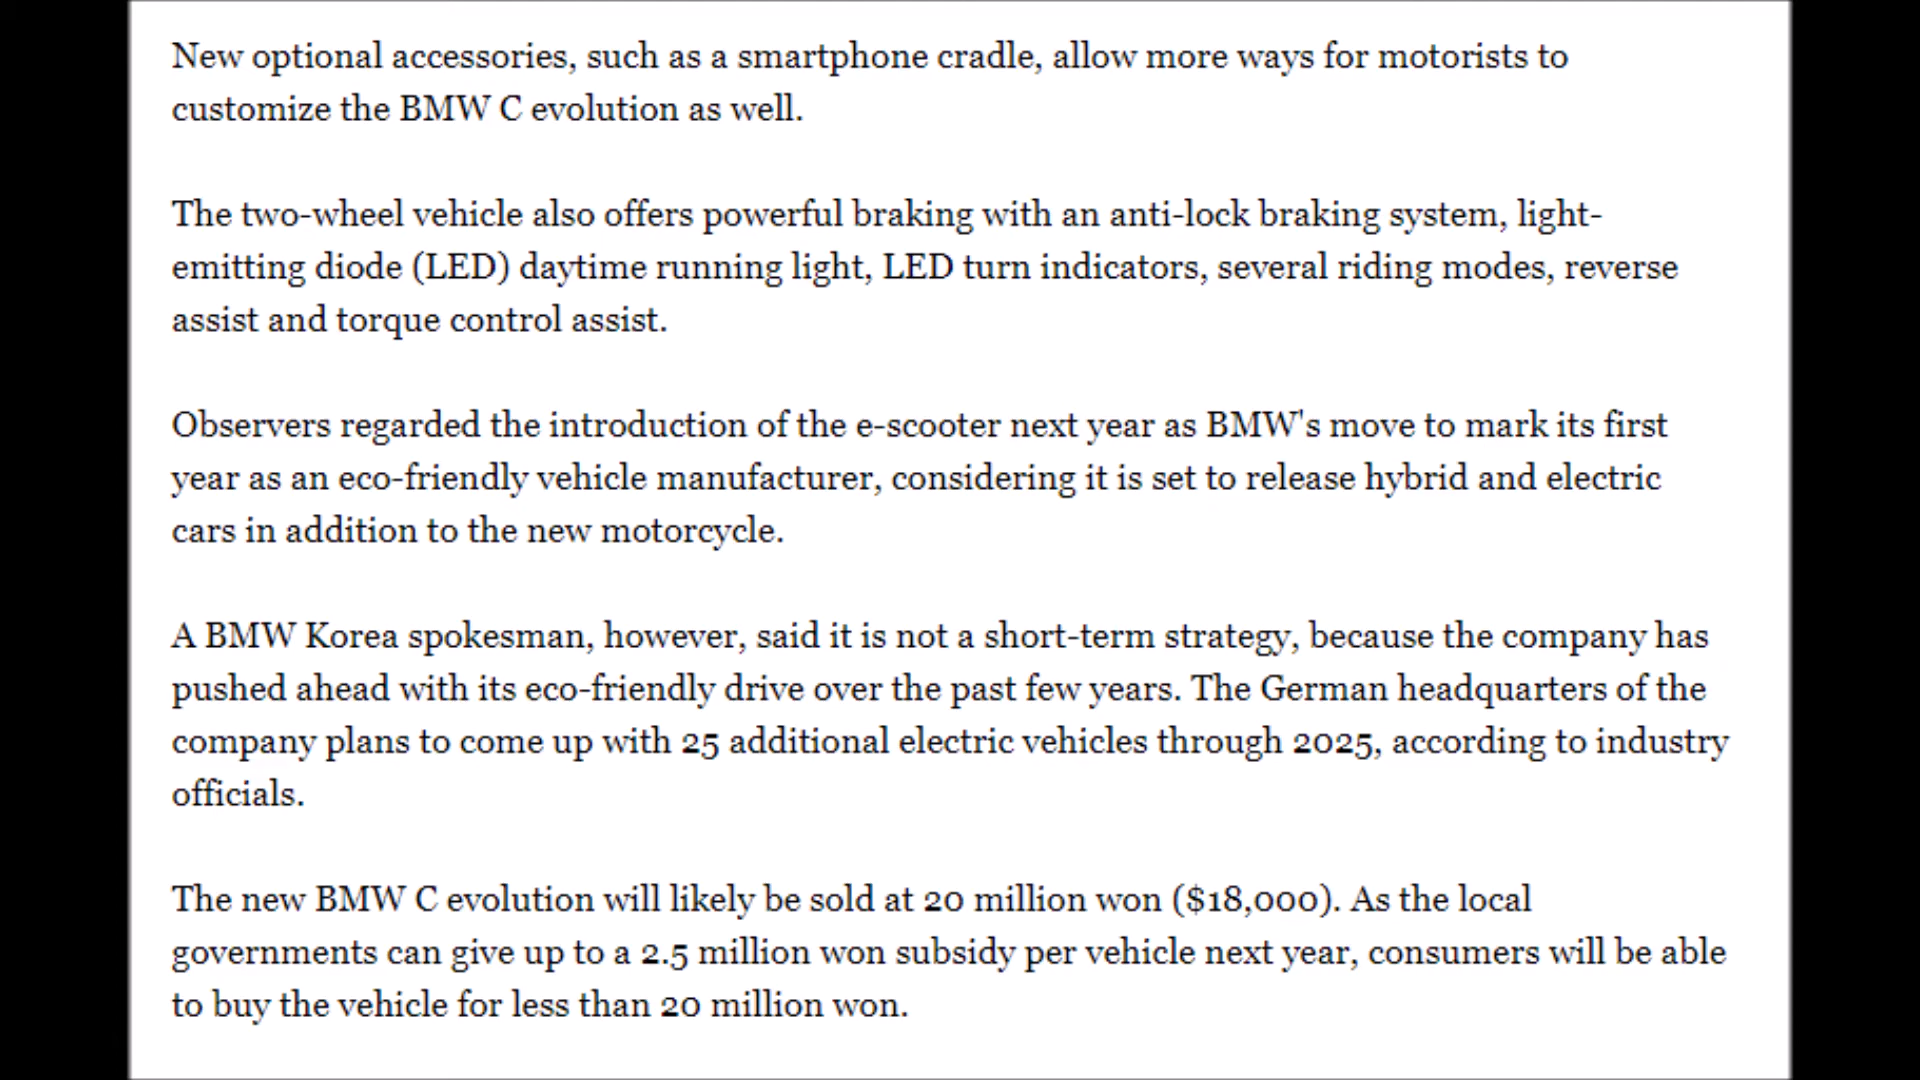 New optional accessories, such as a smartphone cradle, allow more ways for motorists to
customize the BMW C evolution as well.
The two-wheel vehicle also offers powerful braking with an anti-lock braking system, light-
emitting diode (LED) daytime running light, LED turn indicators, several riding modes, reverse
assist and torque control assist.
Observers regarded the introduction of the e-scooter next year as BMW's move to mark its first
year as an eco-friendly vehicle manufacturer, considering it is set to release hybrid and electric
cars in addition to the new motorcycle.
A BMW Korea spokesman, however, said it is not a short-term strategy, because the company has
pushed ahead with its eco-friendly drive over the past few years. The German headquarters of the
company plans to come up with 25 additional electric vehicles through 2025, according to industry
officials.
The new BMW C evolution will likely be sold at 20 million won ($18,000). As the local
governments can give up to a 2.5 million won subsidy per vehicle next year, consumers will be able
to buy the vehicle for less than 20 million won.